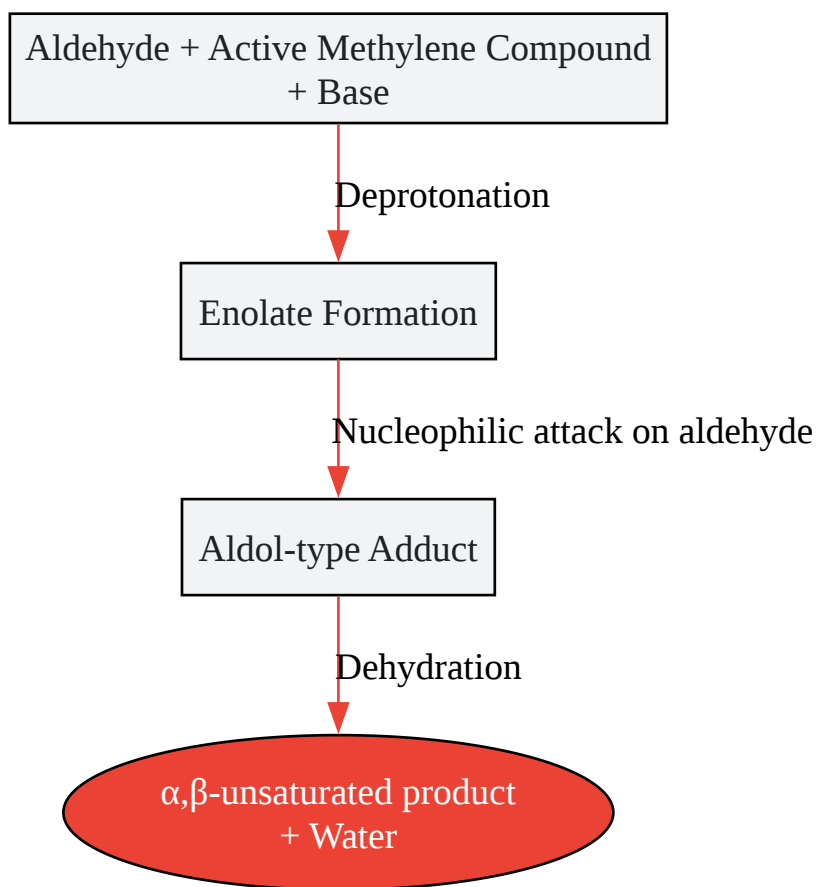 Aldehyde + Active Methylene Compound
+ Base
Deprotonation
Enolate Formation
Nucleophilic attack on aldehyde
Aldol-type Adduct
Dehydration
α,β-unsaturated product
+ Water